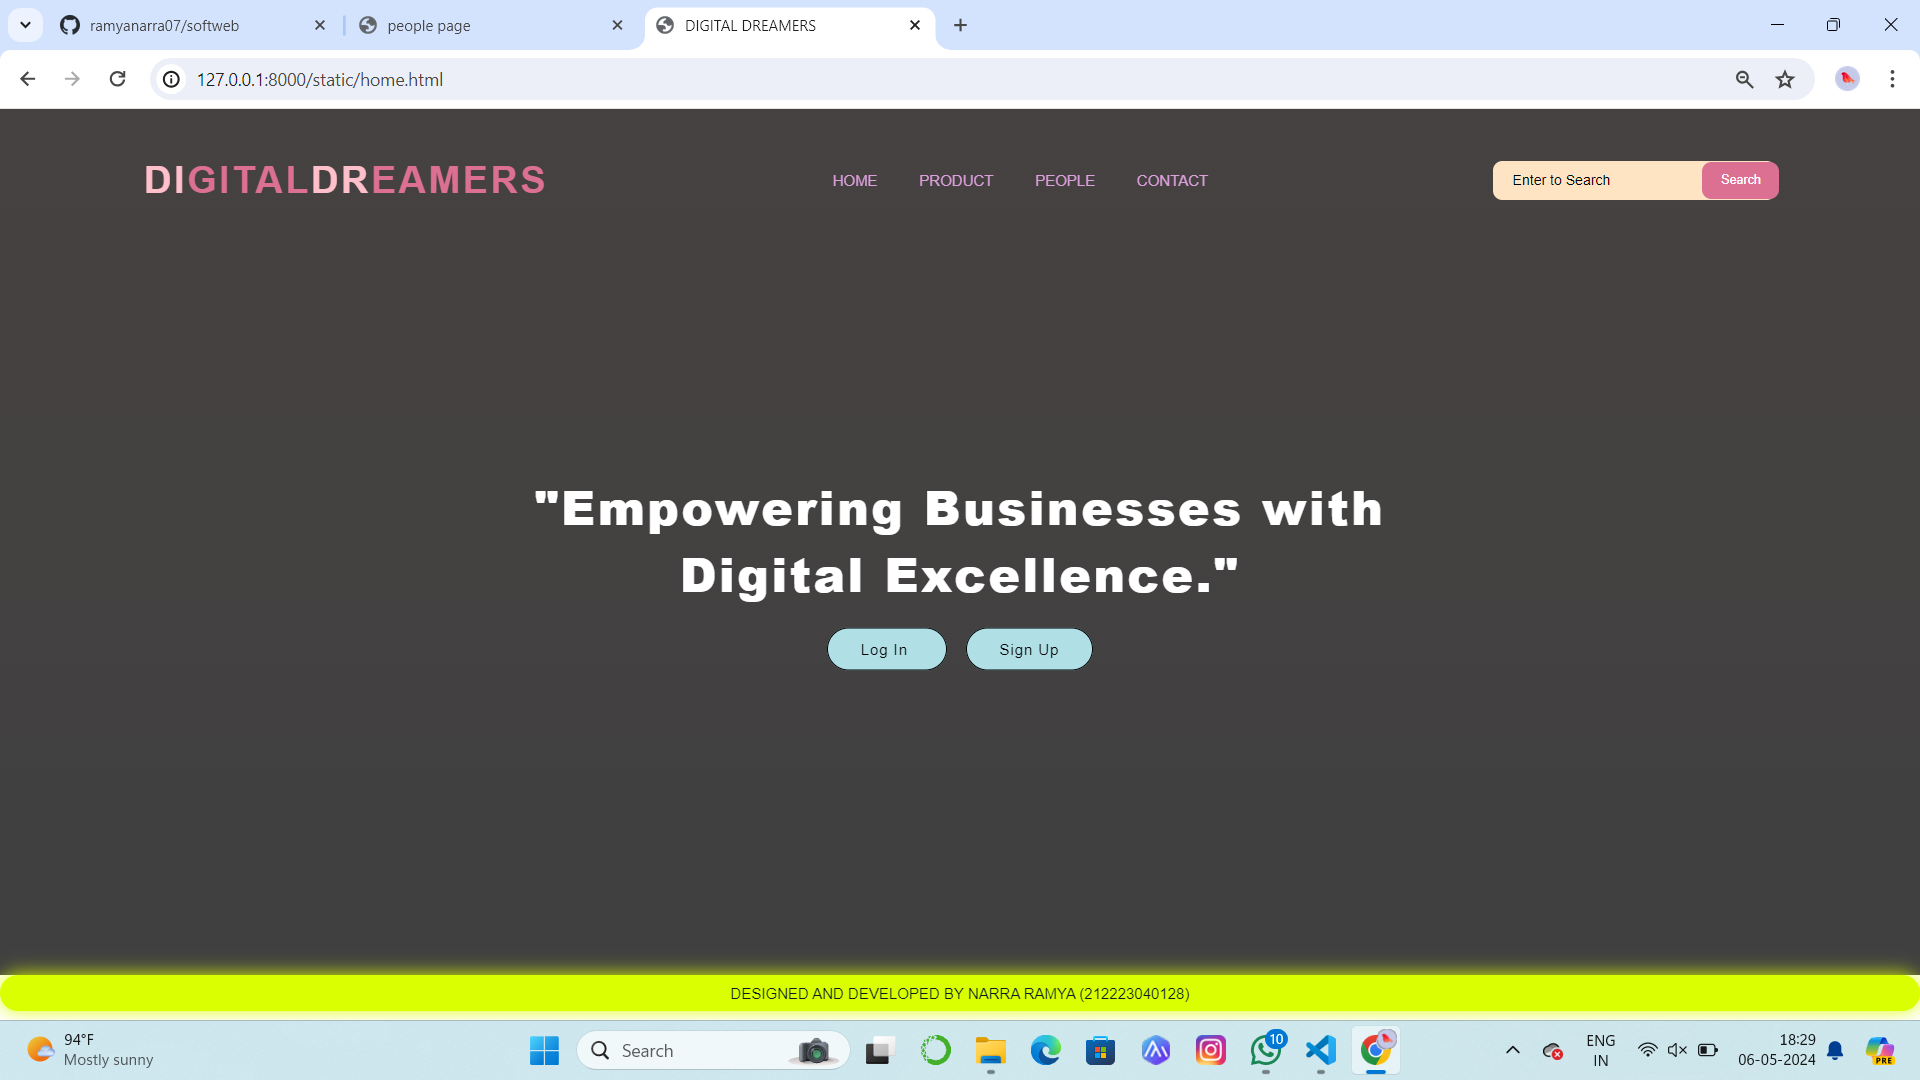 ramyanarra07/softweb
people page
DIGITAL DREAMERS
127.0.0.1:8000/static/home.html
DIGITALDREAMERS
HOME
PRODUCT
PEOPLE
CONTACT
Enter to Search
Search
"Empowering Businesses with
Digital Excellence."
Log In
Sign Up
DESIGNED AND DEVELOPED BY NARRA RAMYA (212223040128)
94°F
Mostly sunny
Search
10
ENG
IN
18:29
06-05-2024
PRE